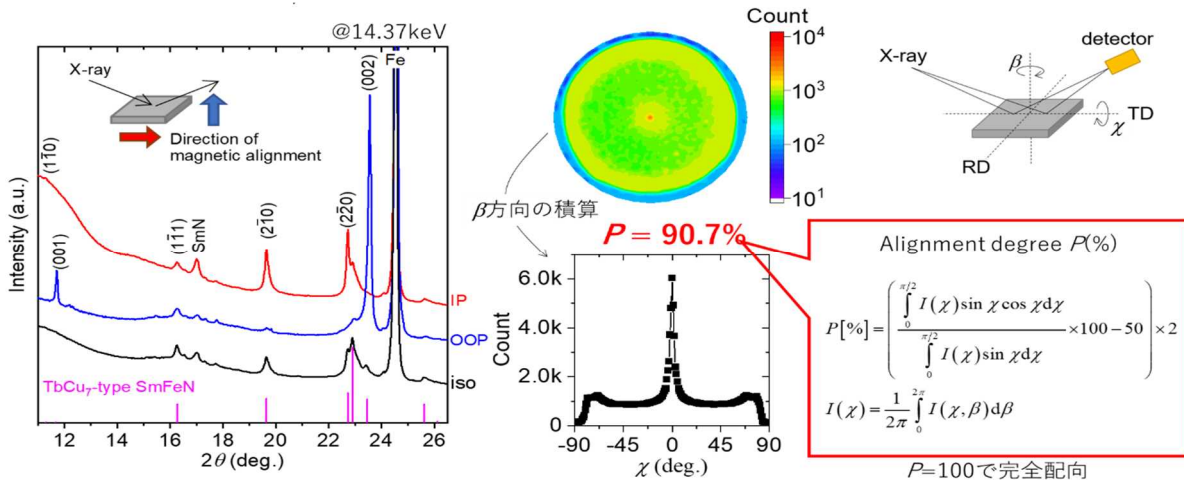 @14.37keV
Fe
(002)
X-ray
Direction of
magnetic alignment
(11̅0)
(001)
(11̅1)
SmN
(21̅0)
(22̅0)
IP
OOP
iso
TbCu₇-type SmFeN
Intensity (a.u.)
12 14 16 18 20 22 24 26
2θ (deg.)
Count
10⁴
10³
10²
10¹
β方向の積算
P = 90.7%
6.0k
4.0k
2.0k
0.0
Count
-90 -45 0 45 90
χ (deg.)
X-ray
detector
β
χ
TD
RD
Alignment degree P(%)
P[%] = ( ∫₀^{π/2} I(χ) sin χ cos χ dχ / ∫₀^{π/2} I(χ) sin χ dχ ×100 − 50 ) × 2
I(χ) = 1/2π ∫₀^{2π} I(χ, β)dβ
P=100で完全配向